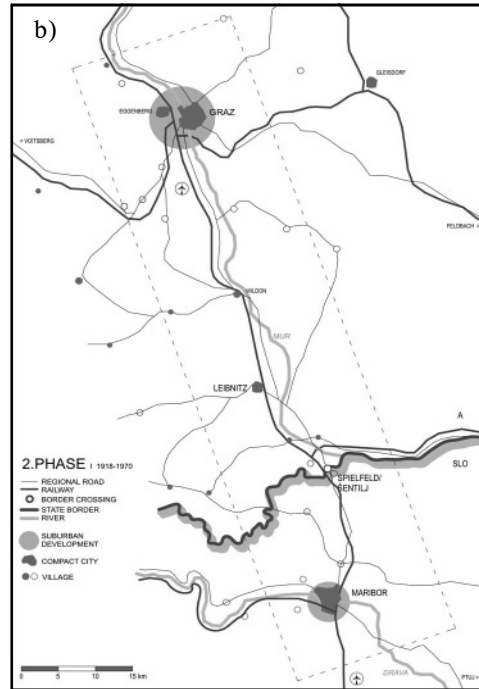 b)
GLEISDORF
EGGENBERG
GRAZ
« VOITSBERG
FELDBACH »
WILDON
MUR
LEIBNITZ
A
SLO
2.PHASE | 1918-1970
REGIONAL ROAD
RAILWAY
BORDER CROSSING
STATE BORDER
RIVER
SUBURBAN
DEVELOPMENT
COMPACT CITY
VILLAGE
SPIELFELD/
ŠENTILJ
MARIBOR
DRAVA
PTUJ »
0 5 10 15 km